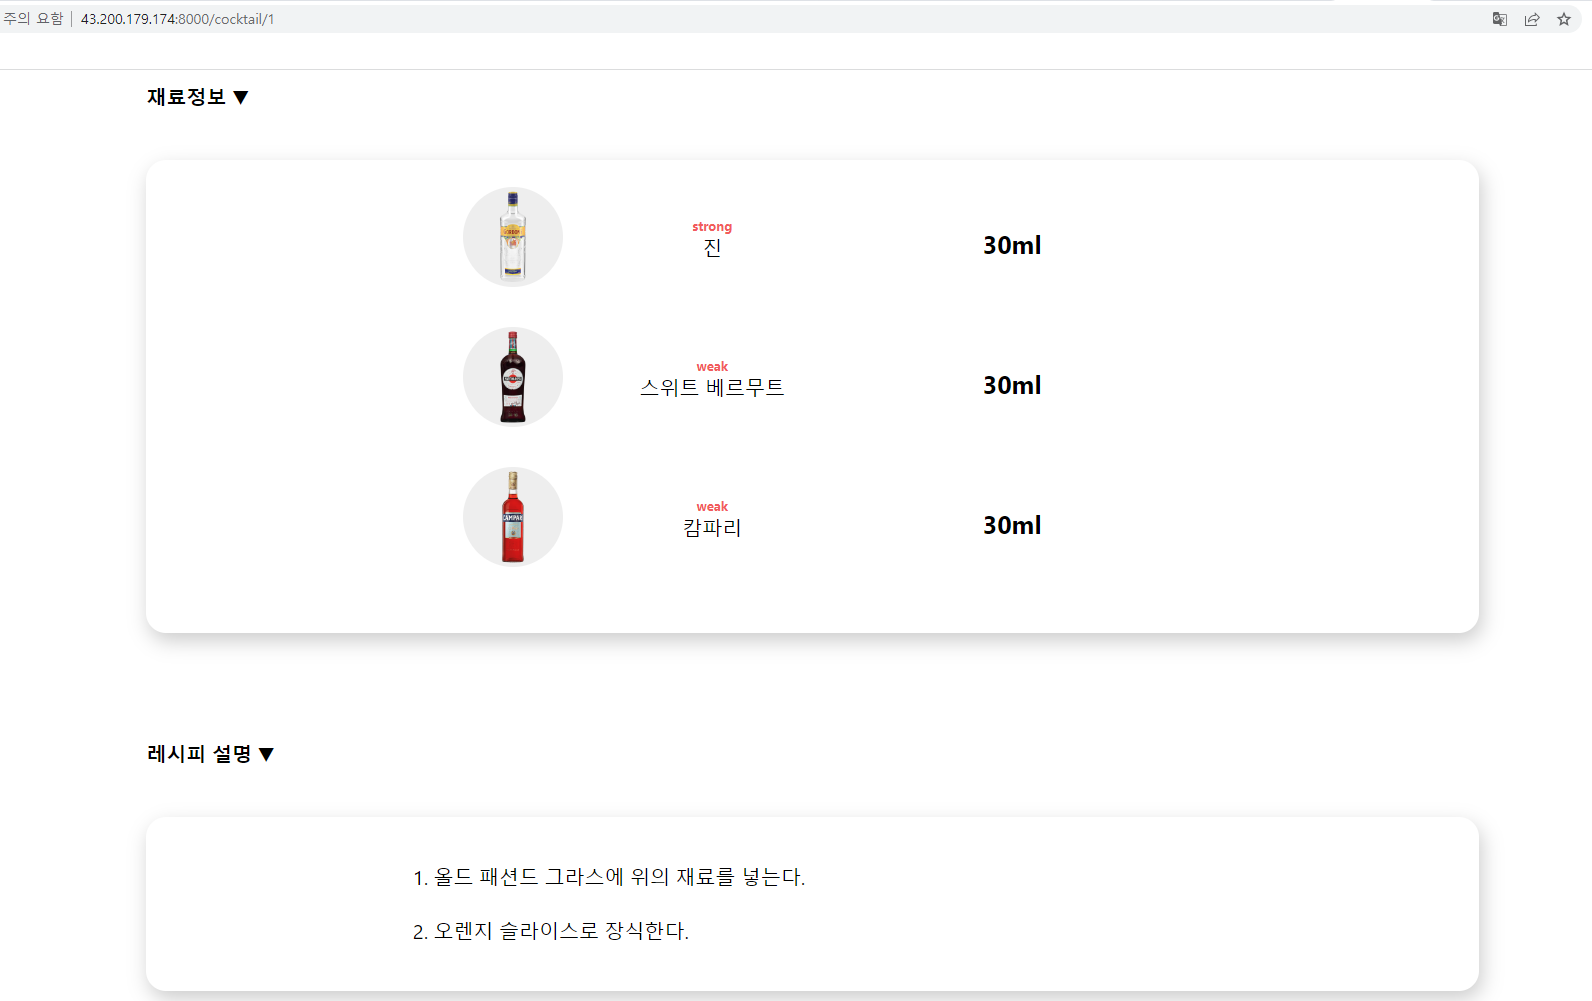 주의 요함 | 43.200.179.174:8000/cocktail/1
재료정보 ▼
strong
진
30ml
weak
스위트 베르무트
30ml
CAMPARI
weak
캄파리
30ml
레시피 설명 ▼
1. 올드 패션드 그라스에 위의 재료를 넣는다.
2. 오렌지 슬라이스로 장식한다.